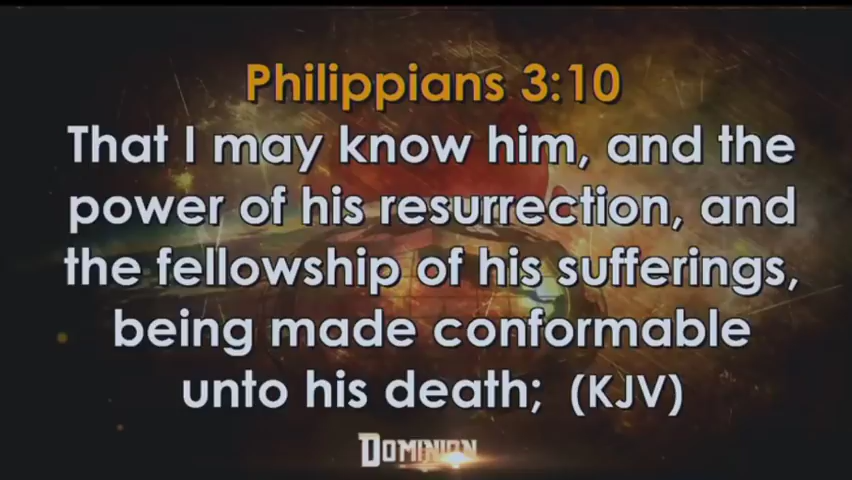 Philippians 3:10
That I may know him, and the
power of his resurrection, and
the fellowship of his sufferings,
being made conformable
unto his death; (KJV)
DOMINION